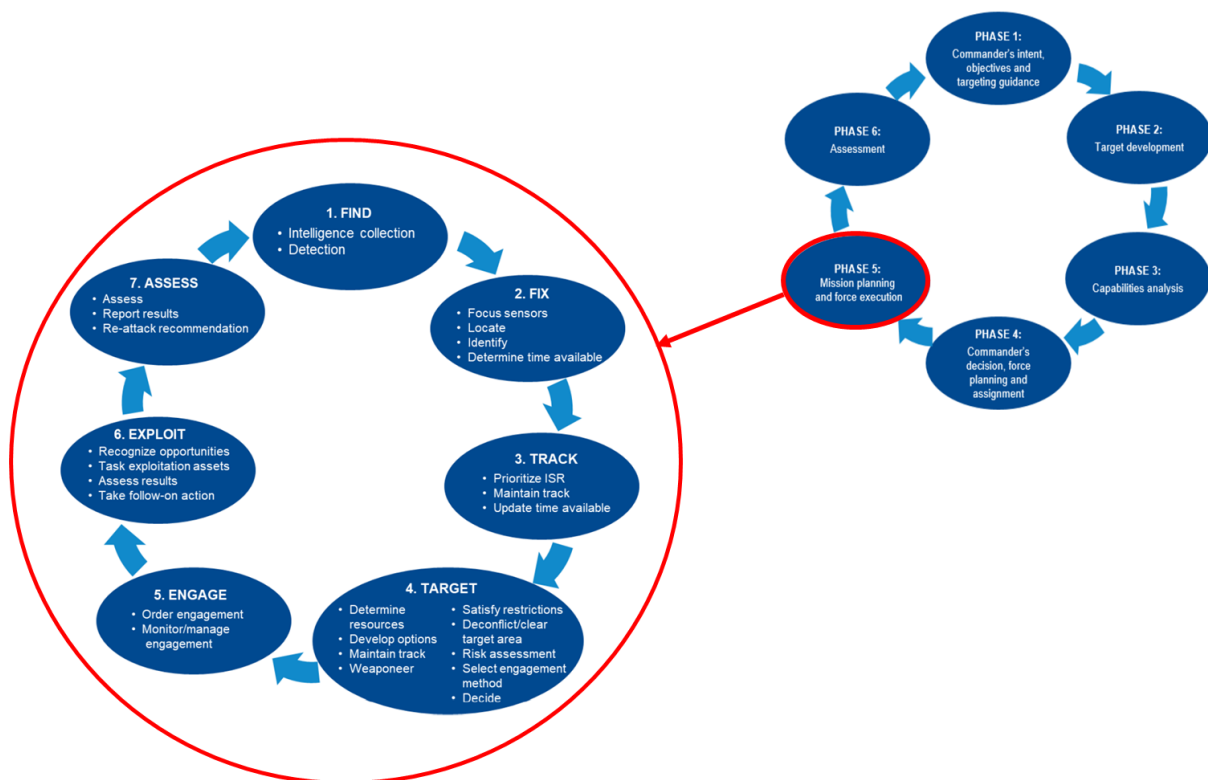 PHASE 1:
Commander's intent,
objectives and
targeting guidance
PHASE 2:
Target development
PHASE 3:
Capabilities analysis
PHASE 4:
Commander's
decision, force
planning and
assignment
PHASE 5:
Mission planning
and force execution
PHASE 6:
Assessment
1. FIND
• Intelligence collection
• Detection
2. FIX
• Focus sensors
• Locate
• Identify
• Determine time available
3. TRACK
• Prioritize ISR
• Maintain track
• Update time available
4. TARGET
• Determine
resources
• Develop options
• Maintain track
• Weaponeer
• Satisfy restrictions
• Deconflict/clear
target area
• Risk assessment
• Select engagement
method
• Decide
5. ENGAGE
• Order engagement
• Monitor/manage
engagement
6. EXPLOIT
• Recognize opportunities
• Task exploitation assets
• Assess results
• Take follow-on action
7. ASSESS
• Assess
• Report results
• Re-attack recommendation